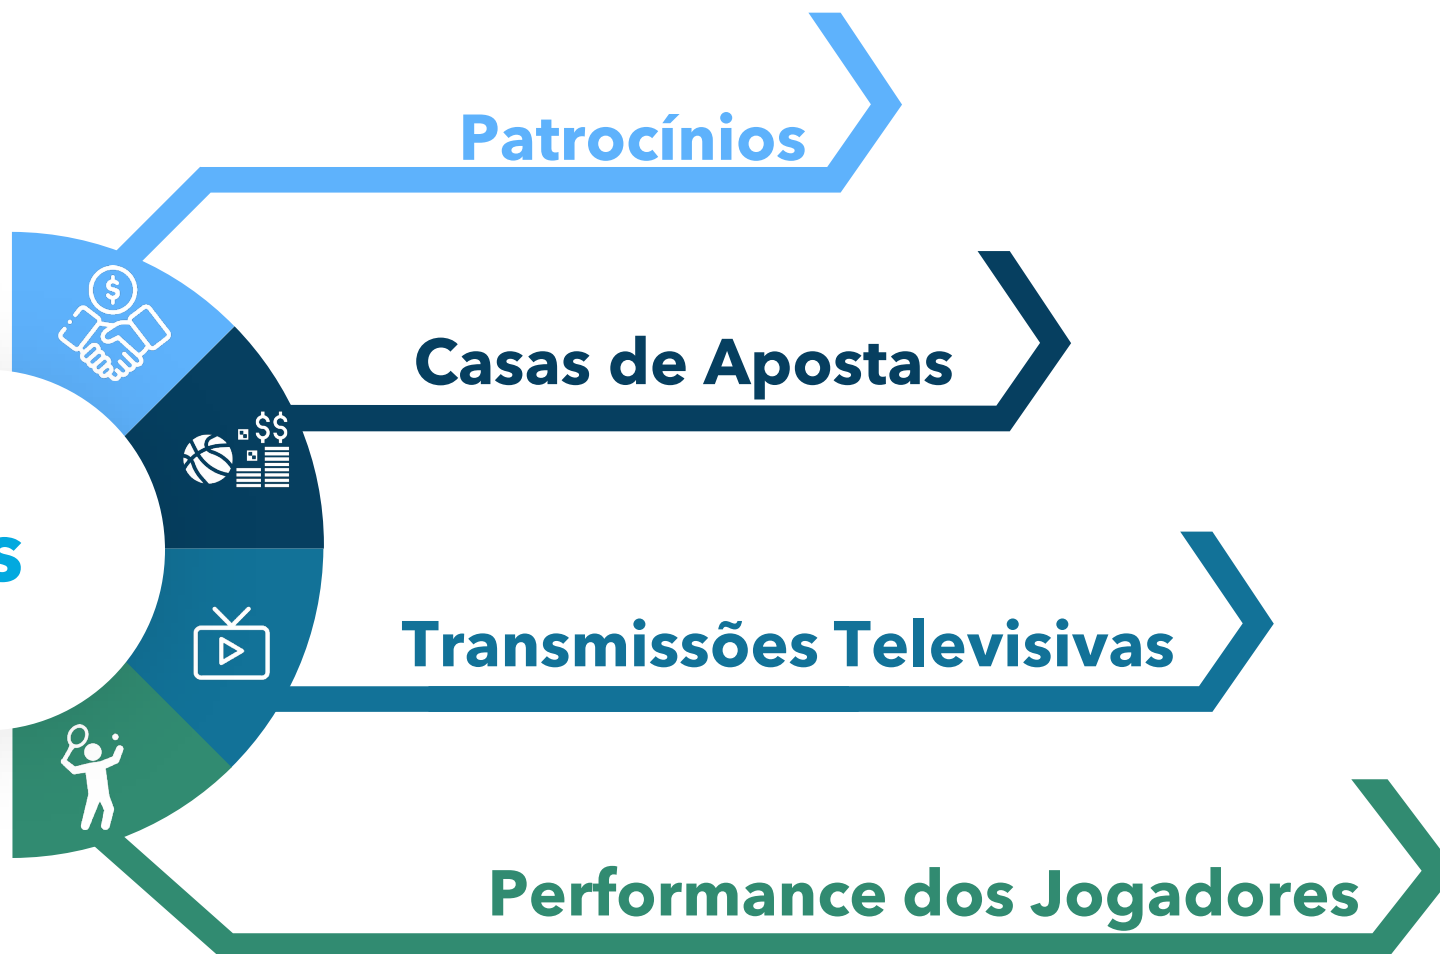 Patrocínios
Casas de Apostas
Transmissões Televisivas
Performance dos Jogadores